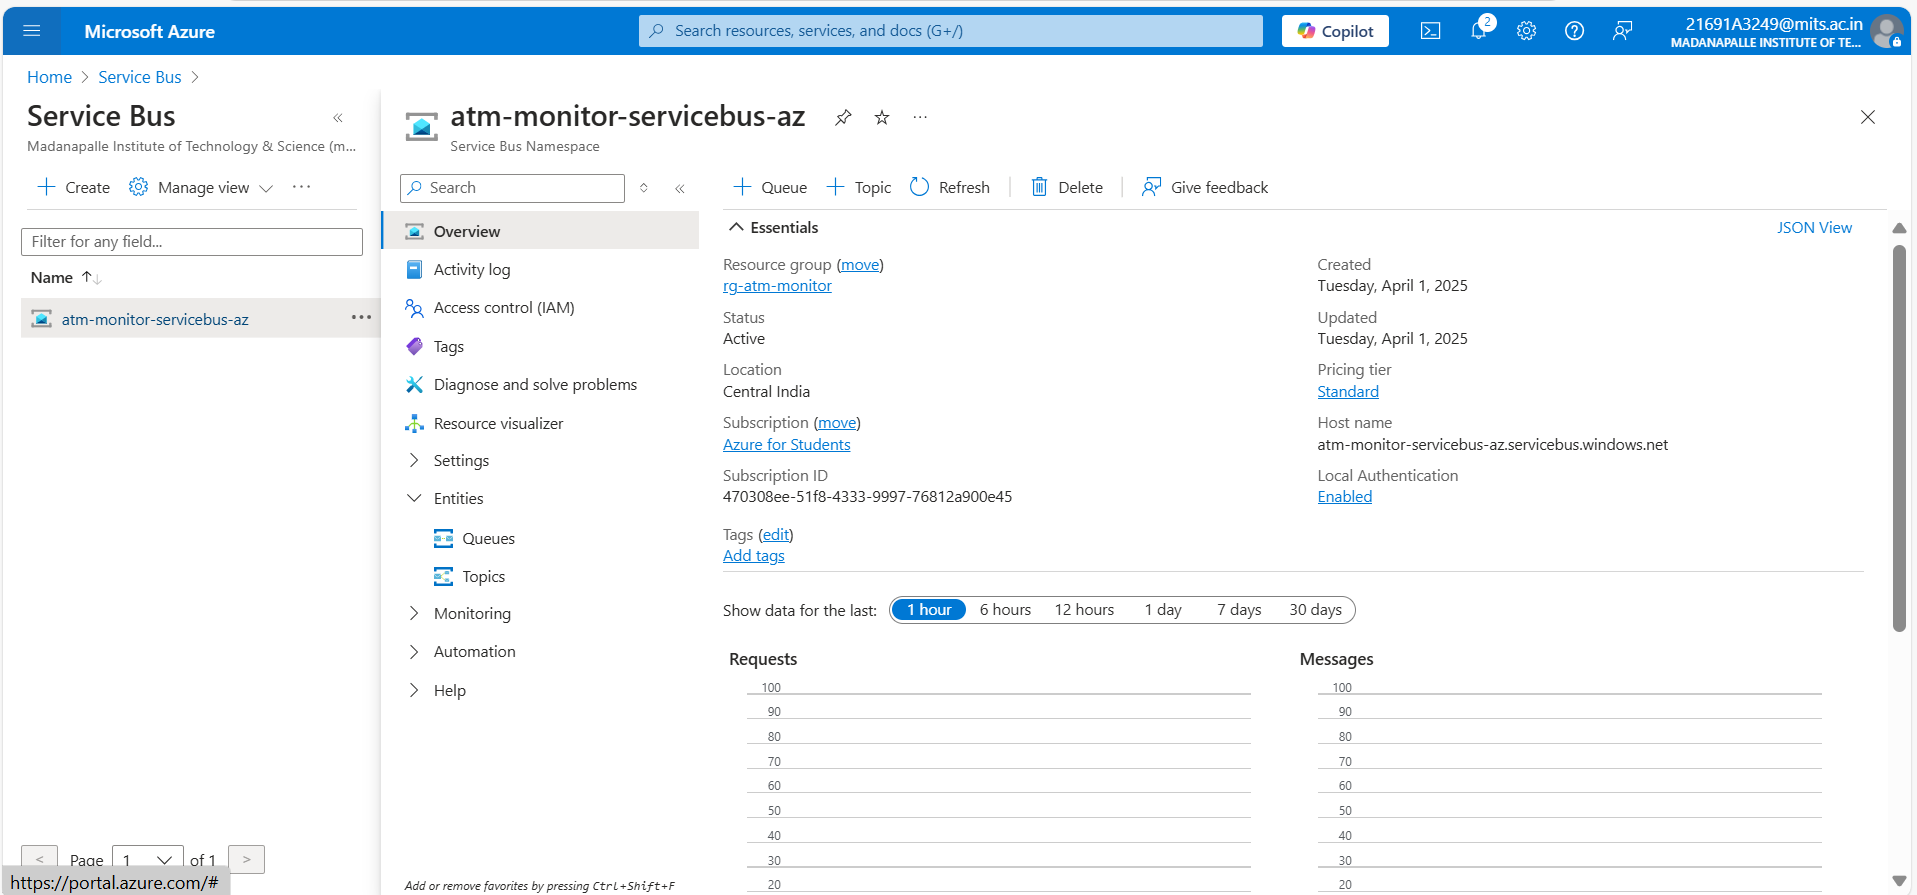 Microsoft Azure
Search resources, services, and docs (G+/)
Copilot
2
21691A3249@mits.ac.in
MADANAPALLE INSTITUTE OF TE...
Home > Service Bus >
Service Bus
Madanapalle Institute of Technology & Science (m...
Create
Manage view
Filter for any field...
Name
atm-monitor-servicebus-az
Page 1 of 1
https://portal.azure.com/#
atm-monitor-servicebus-az
Service Bus Namespace
Search
Overview
Activity log
Access control (IAM)
Tags
Diagnose and solve problems
Resource visualizer
Settings
Entities
Queues
Topics
Monitoring
Automation
Help
Add or remove favorites by pressing Ctrl+Shift+F
Queue
Topic
Refresh
Delete
Give feedback
Essentials
JSON View
Resource group (move)
rg-atm-monitor
Status
Active
Location
Central India
Subscription (move)
Azure for Students
Subscription ID
470308ee-51f8-4333-9997-76812a900e45
Tags (edit)
Add tags
Created
Tuesday, April 1, 2025
Updated
Tuesday, April 1, 2025
Pricing tier
Standard
Host name
atm-monitor-servicebus-az.servicebus.windows.net
Local Authentication
Enabled
Show data for the last: 1 hour 6 hours 12 hours 1 day 7 days 30 days
Requests
100
90
80
70
60
50
40
30
20
Messages
100
90
80
70
60
50
40
30
20